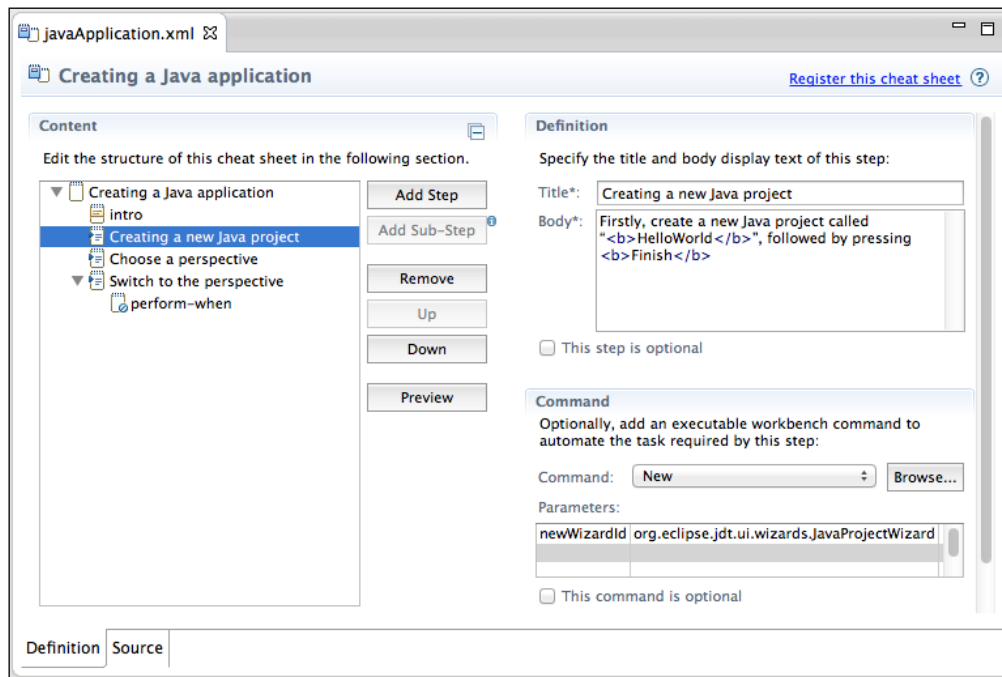 javaApplication.xml
Creating a Java application
Register this cheat sheet
Content
Edit the structure of this cheat sheet in the following section.
Creating a Java application
intro
Creating a new Java project
Choose a perspective
Switch to the perspective
perform-when
Add Step
Add Sub-Step
Remove
Up
Down
Preview
Definition
Specify the title and body display text of this step:
Title*: Creating a new Java project
Body*: Firstly, create a new Java project called
“<b>HelloWorld</b>”, followed by pressing
<b>Finish</b>
This step is optional
Command
Optionally, add an executable workbench command to
automate the task required by this step:
Command: New Browse...
Parameters:
newWizardId org.eclipse.jdt.ui.wizards.JavaProjectWizard
This command is optional
Definition Source